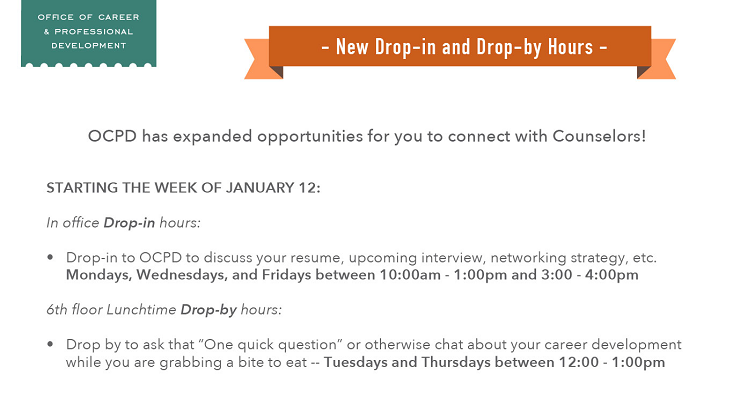 OFFICE OF CAREER
& PROFESSIONAL
DEVELOPMENT
- New Drop-in and Drop-by Hours -
OCPD has expanded opportunities for you to connect with Counselors!
STARTING THE WEEK OF JANUARY 12:
In office Drop-in hours:
• Drop-in to OCPD to discuss your resume, upcoming interview, networking strategy, etc.
Mondays, Wednesdays, and Fridays between 10:00am - 1:00pm and 3:00 - 4:00pm
6th floor Lunchtime Drop-by hours:
• Drop by to ask that “One quick question” or otherwise chat about your career development
while you are grabbing a bite to eat -- Tuesdays and Thursdays between 12:00 - 1:00pm